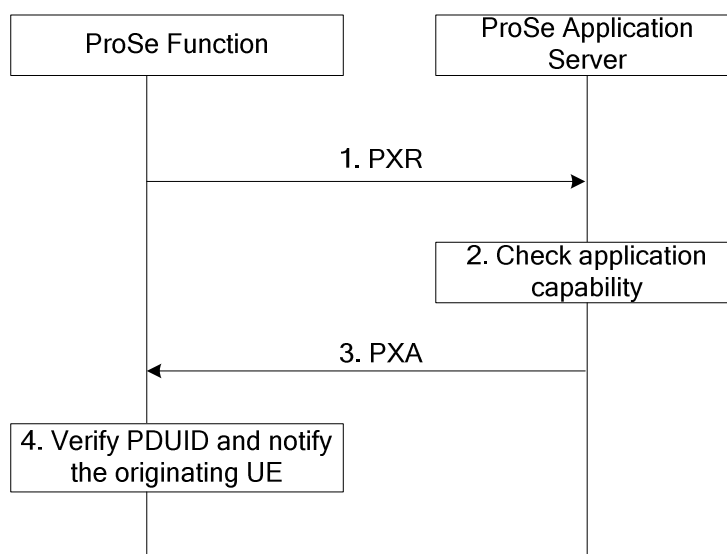 ProSe Function
ProSe Application
Server
1. PXR
2. Check application
capability
3. PXA
4. Verify PDUID and notify
the originating UE